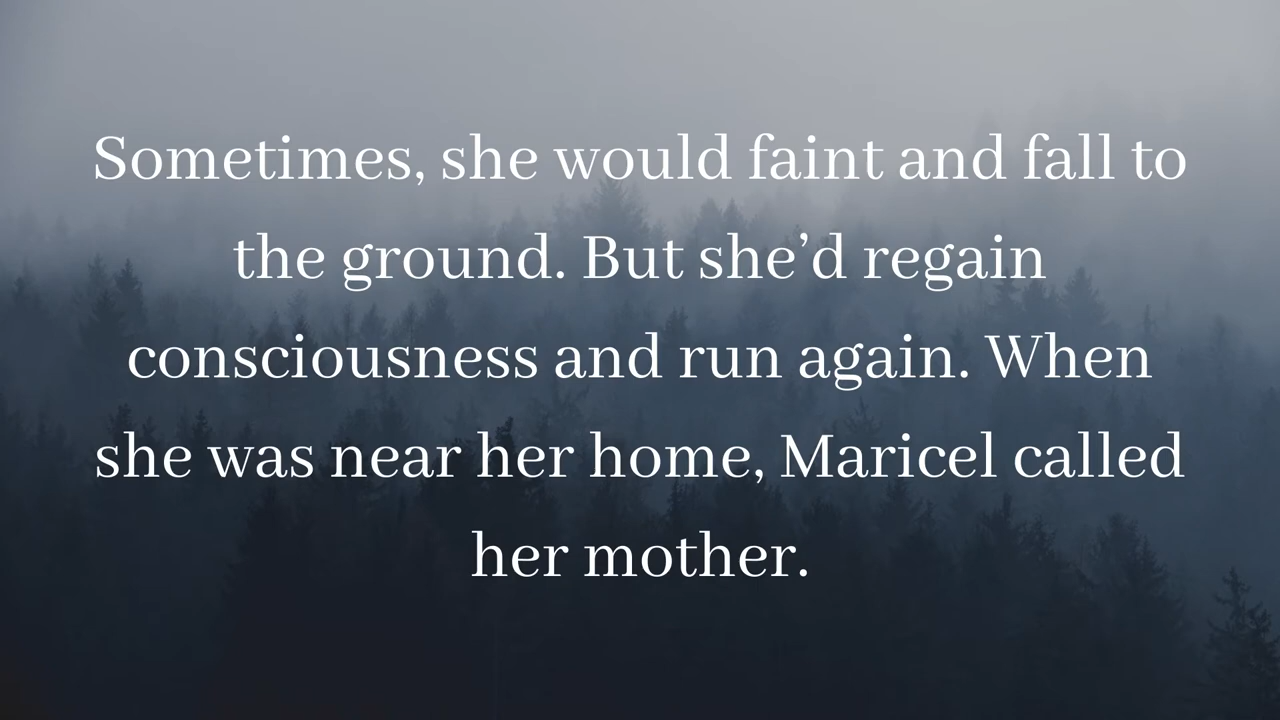 Sometimes, she would faint and fall to
the ground. But she’d regain
consciousness and run again. When
she was near her home, Maricel called
her mother.